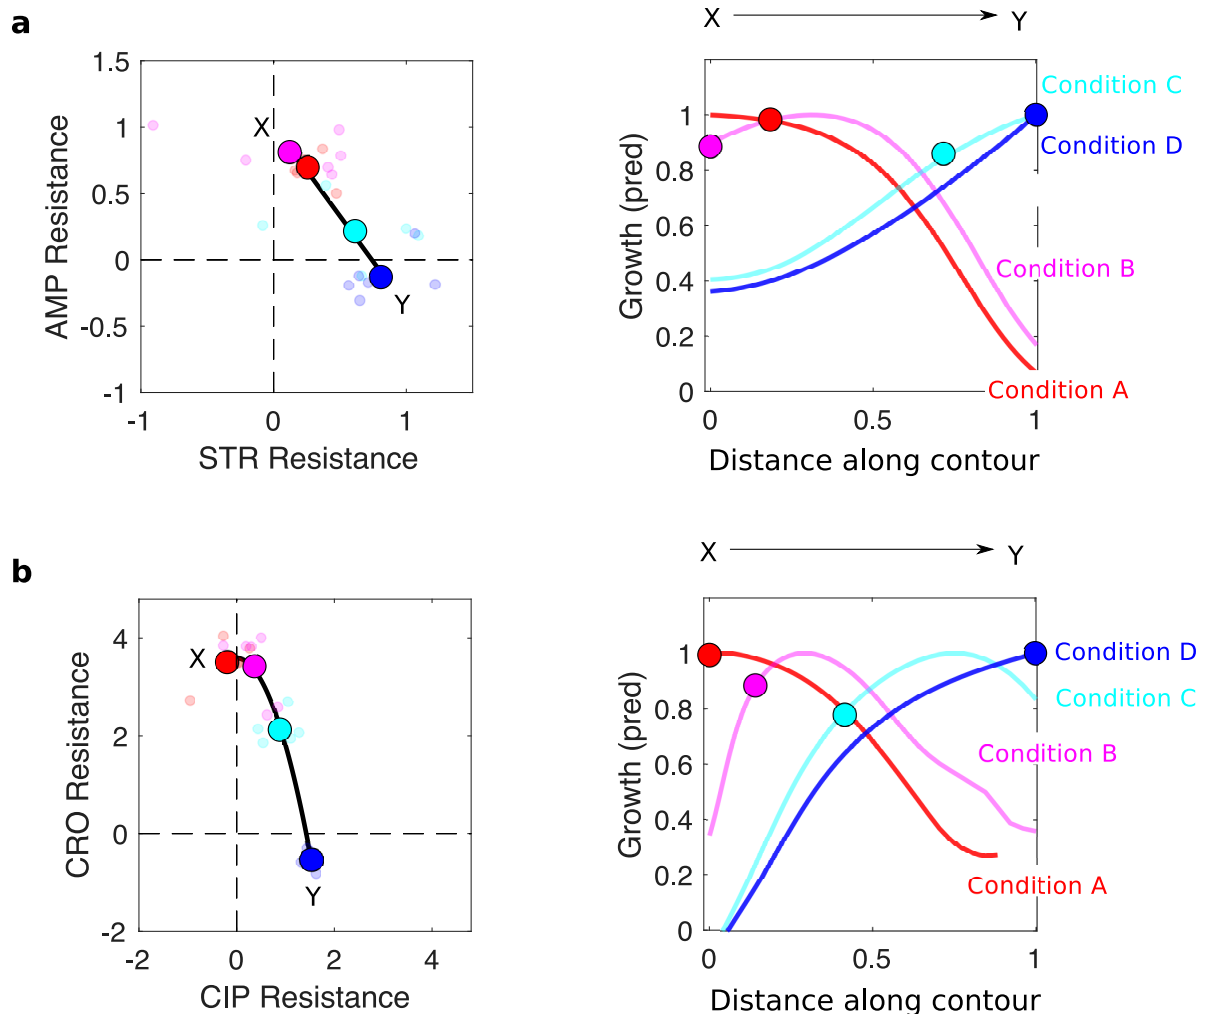 a
1.5
1
0.5
0
-0.5
-1
-1
0
1
AMP Resistance
STR Resistance
X
Y
X
Y
1
0.8
0.6
0.4
0.2
0
0
0.5
1
Growth (pred)
Distance along contour
Condition C
Condition D
Condition B
Condition A
b
4
2
0
-2
-2
0
2
4
CRO Resistance
CIP Resistance
X
Y
X
Y
1
0.8
0.6
0.4
0.2
0
0
0.5
1
Growth (pred)
Distance along contour
Condition D
Condition C
Condition B
Condition A